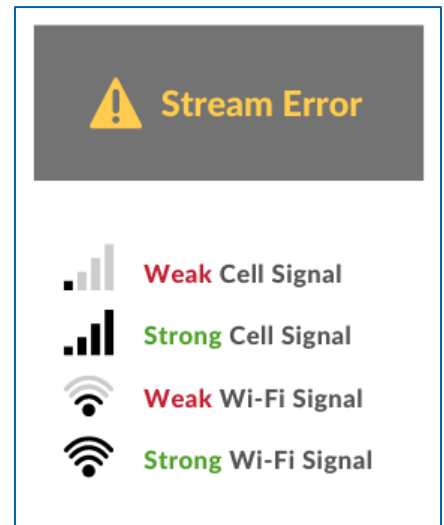 Stream Error
Weak Cell Signal
Strong Cell Signal
Weak Wi-Fi Signal
Strong Wi-Fi Signal